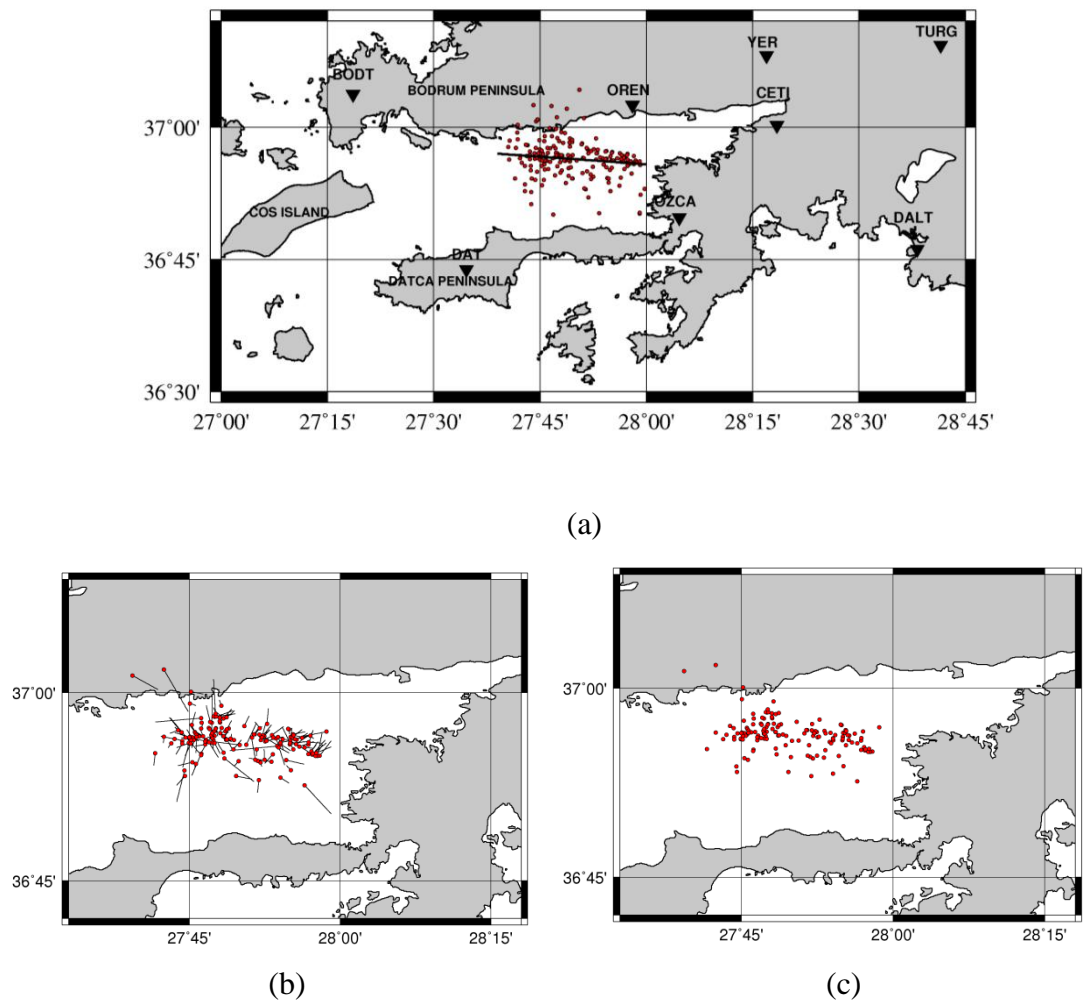 TURG
YER
BODT
BODRUM PENINSULA
OREN
CETI
37°00'
COS ISLAND
OZCA
DALT
36°45'
DAT
DATCA PENINSULA
36°30'
27°00' 27°15' 27°30' 27°45' 28°00' 28°15' 28°30' 28°45'
(a)
37°00'
36°45'
27°45' 28°00' 28°15'
(b)
37°00'
36°45'
27°45' 28°00' 28°15'
(c)